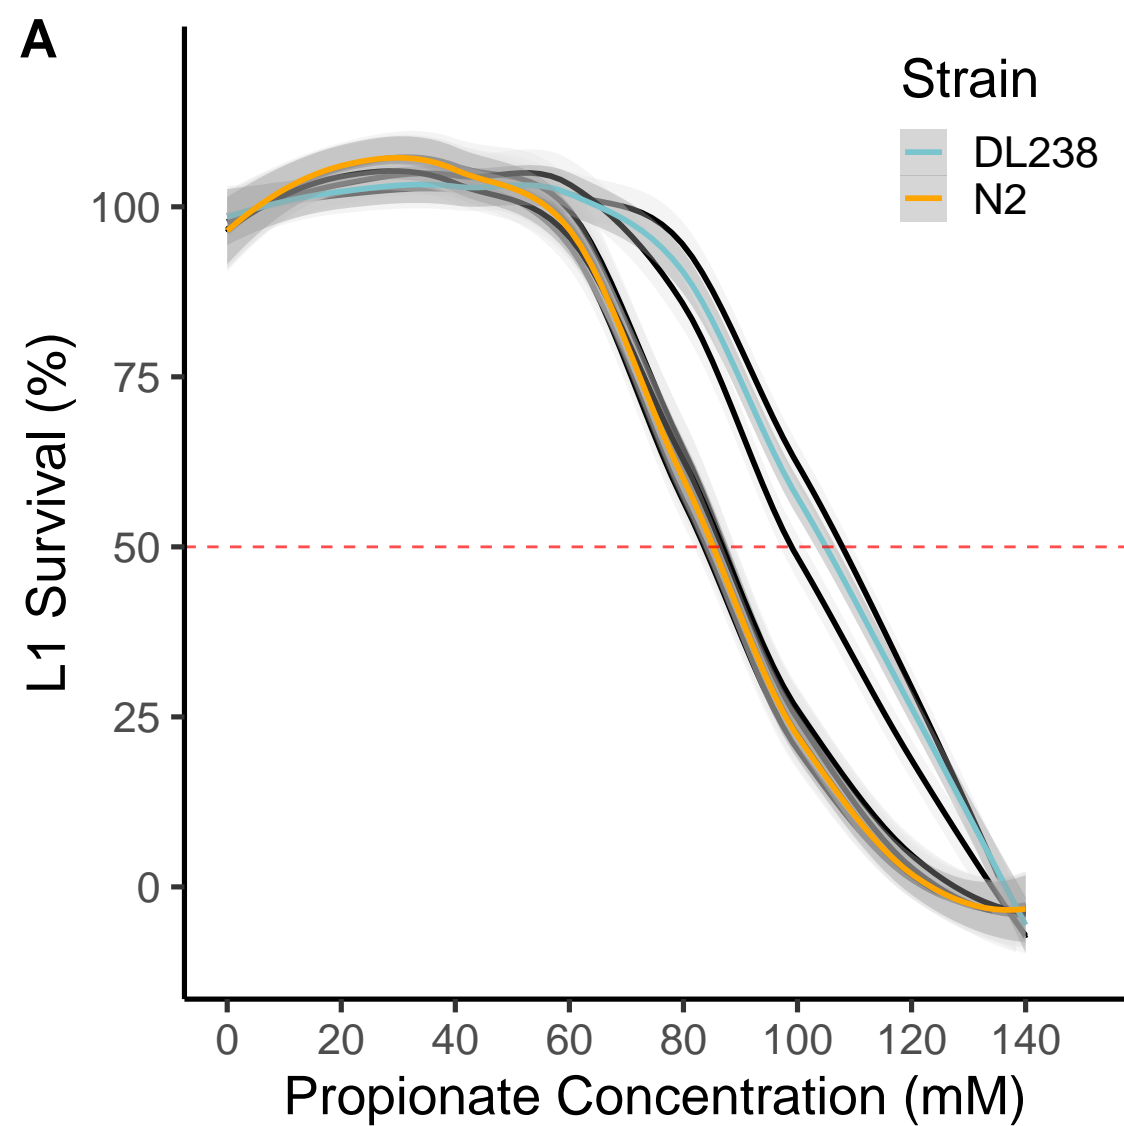 A
Strain
DL238
N2
100
75
50
25
0
L1 Survival (%)
0 20 40 60 80 100 120 140
Propionate Concentration (mM)